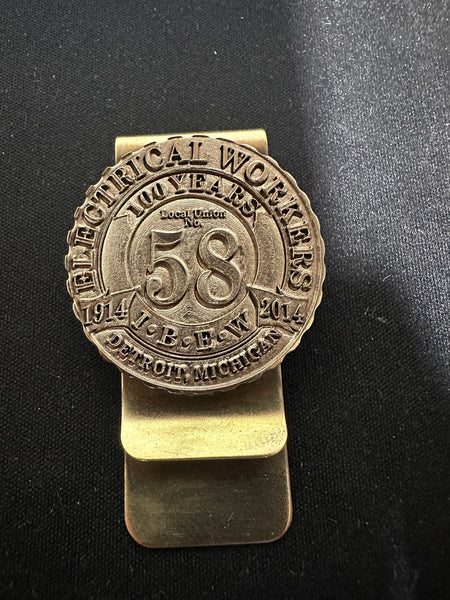 ELECTRICAL WORKERS
100 YEARS
Local Union
No.
58
1914 2014
I·B·E·W
DETROIT, MICHIGAN